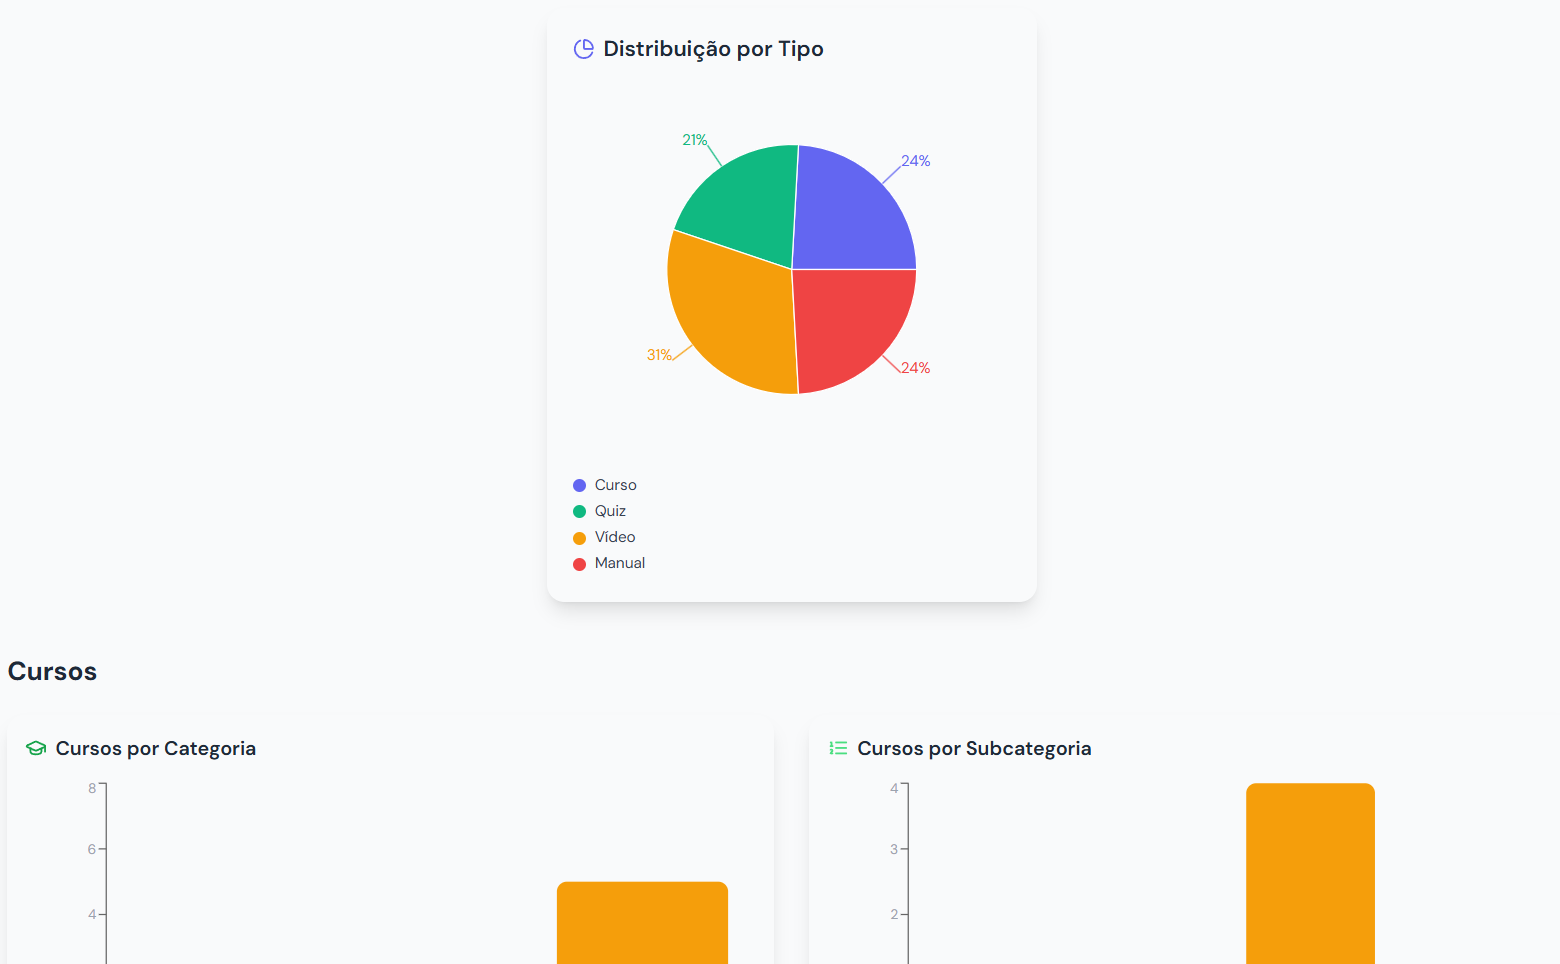 Distribuição por Tipo
21%
24%
31%
24%
Curso
Quiz
Vídeo
Manual
Cursos
Cursos por Categoria
8
6
4
Cursos por Subcategoria
4
3
2